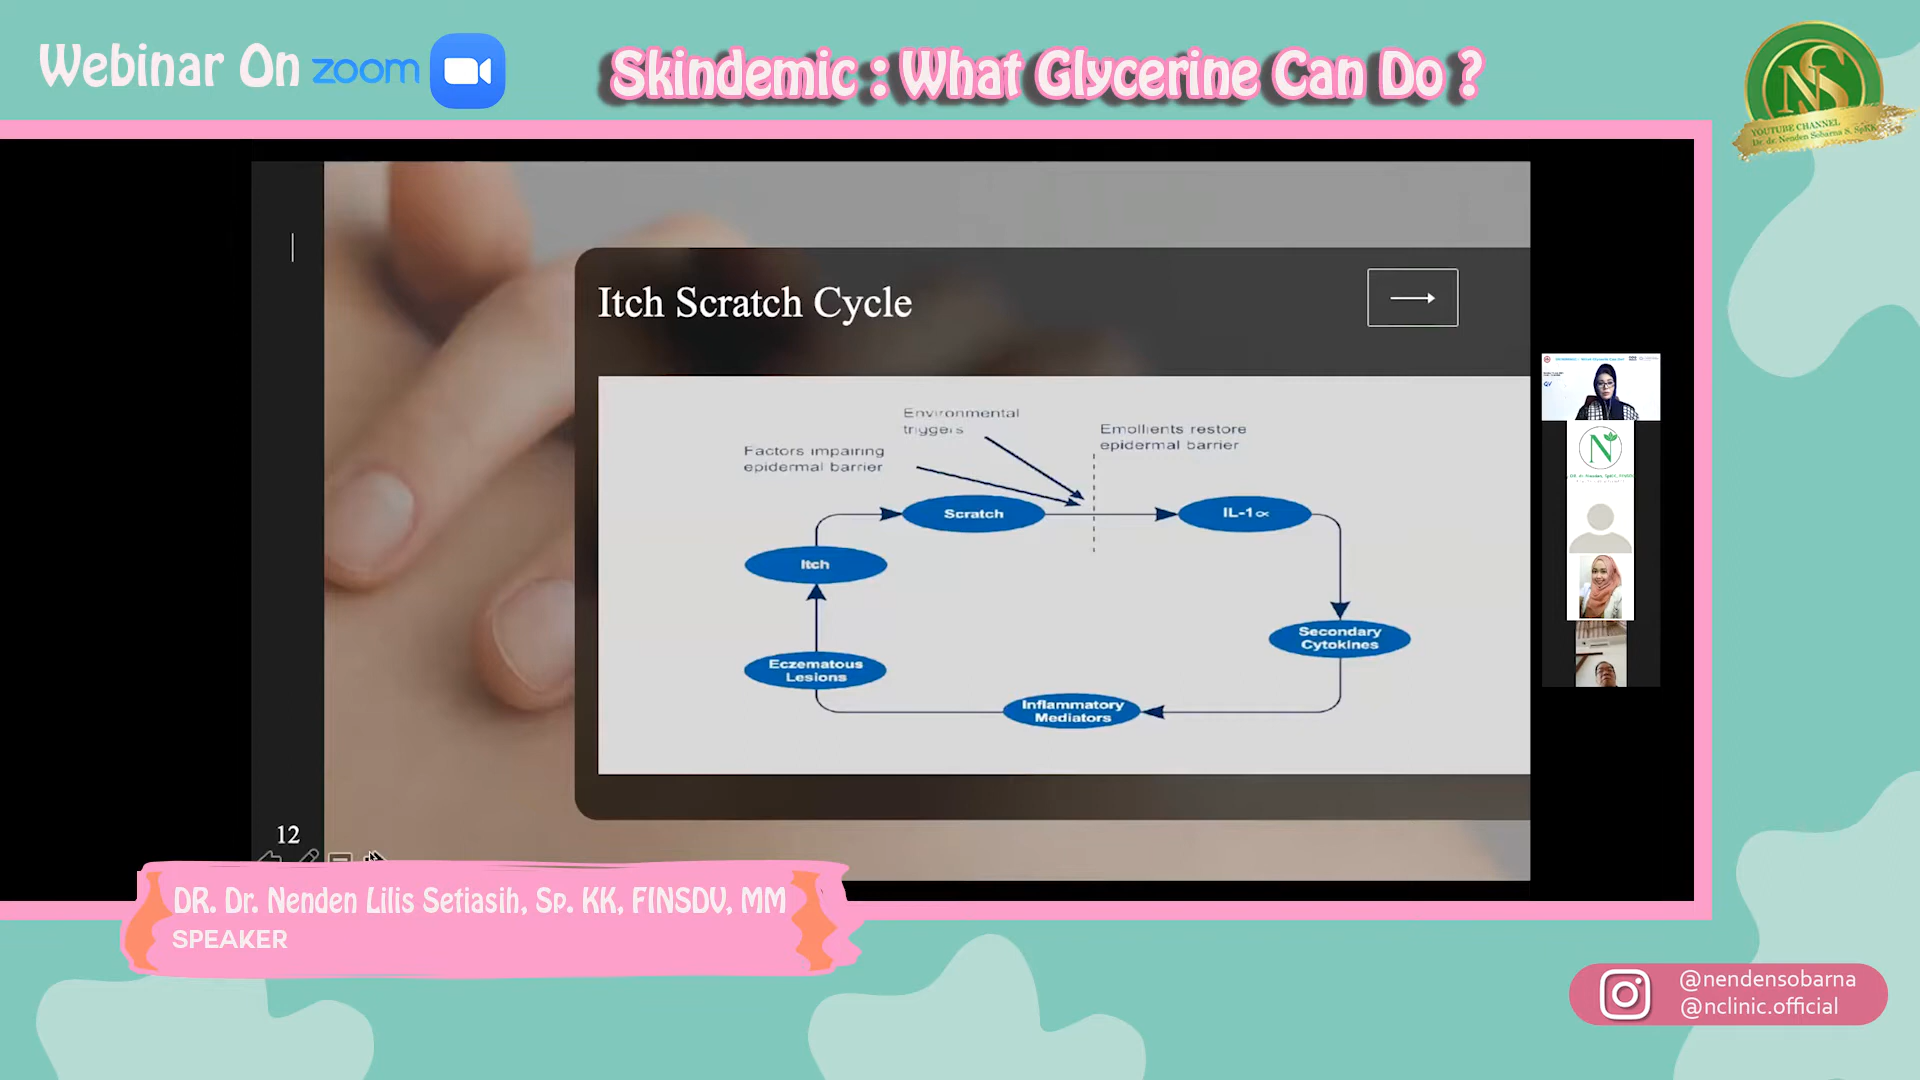 Webinar On zoom
Skindemic : What Glycerine Can Do ?
NS
YOUTUBE CHANNEL
Dr. dr. Nenden Sobarna S. SpKK
Itch Scratch Cycle
Environmental
triggers
Factors impairing
epidermal barrier
Emollients restore
epidermal barrier
Scratch
IL-1∝
Itch
Secondary
Cytokines
Eczematous
Lesions
Inflammatory
Mediators
QV
N
12
DR. Dr. Nenden Lilis Setiasih, Sp. KK, FINSDV, MM
SPEAKER
@nendensobarna
@nclinic.official